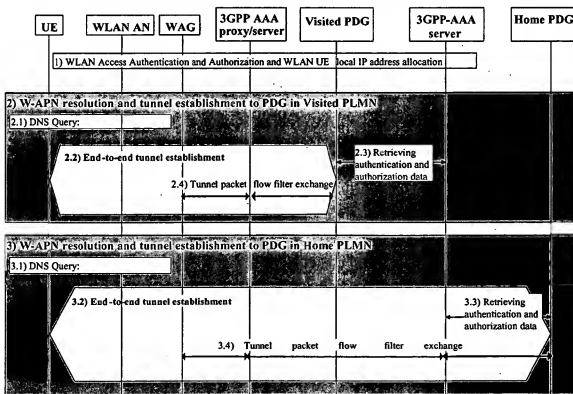 UE
WLAN AN
WAG
3GPP AAA
proxy/server
Visited PDG
3GPP-AAA
server
Home PDG
1) WLAN Access Authentication and Authorization and WLAN UE local IP address allocation
2) W-APN resolution and tunnel establishment to PDG in Visited PLMN
2.1) DNS Query:
2.2) End-to-end tunnel establishment
2.3) Retrieving
authentication and
authorization data
2.4) Tunnel packet flow filter exchange
3) W-APN resolution and tunnel establishment to PDG in Home PLMN
3.1) DNS Query:
3.2) End-to-end tunnel establishment
3.3) Retrieving
authentication and
authorization data
3.4) Tunnel packet flow filter exchange